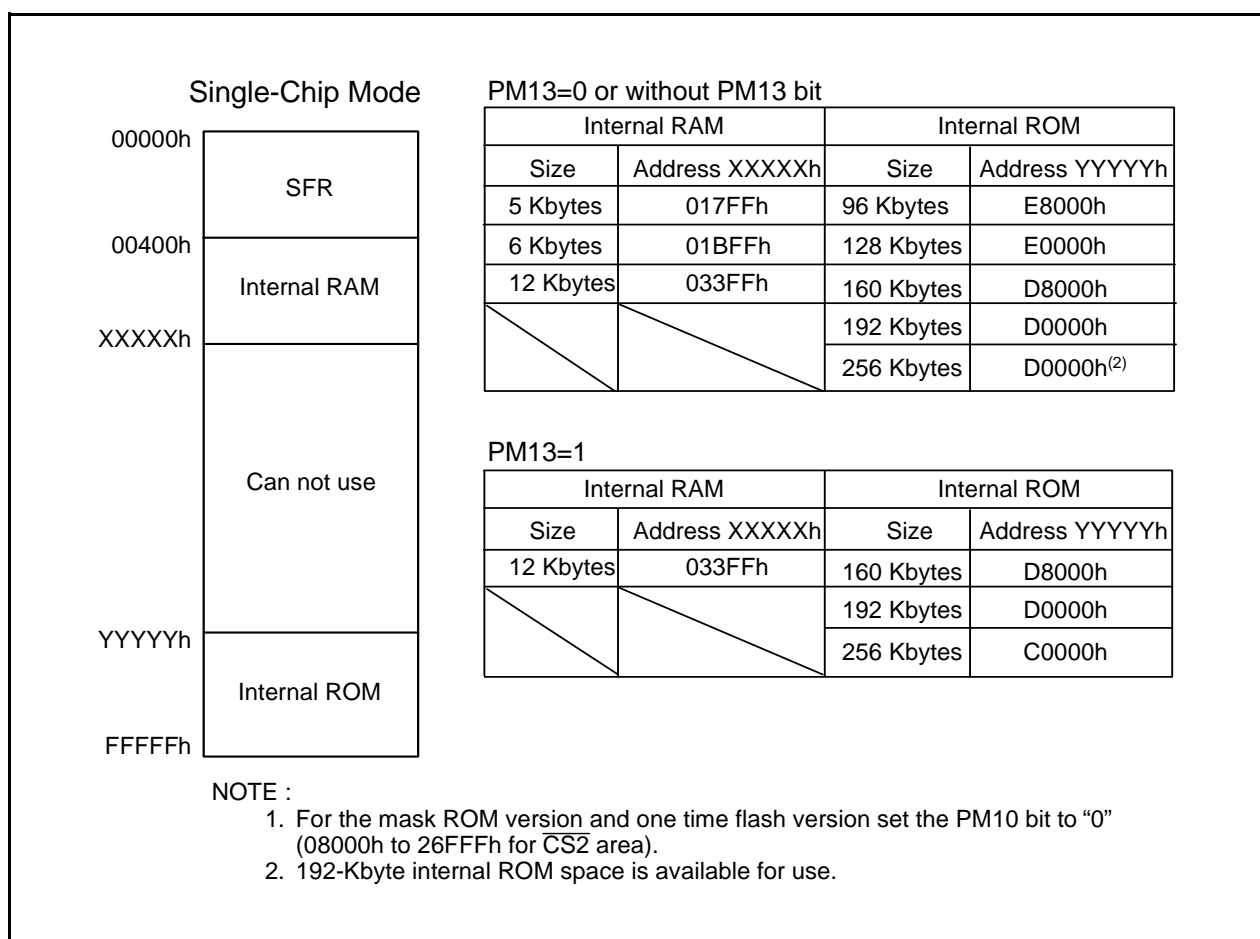 Single-Chip Mode
00000h
SFR
00400h
Internal RAM
XXXXXh
Can not use
YYYYYh
Internal ROM
FFFFFh
PM13=0 or without PM13 bit
Internal RAM Internal ROM
Size Address XXXXXh Size Address YYYYYh
5 Kbytes 017FFh 96 Kbytes E8000h
6 Kbytes 01BFFh 128 Kbytes E0000h
12 Kbytes 033FFh 160 Kbytes D8000h
192 Kbytes D0000h
256 Kbytes D0000h(2)
PM13=1
Internal RAM Internal ROM
Size Address XXXXXh Size Address YYYYYh
12 Kbytes 033FFh 160 Kbytes D8000h
192 Kbytes D0000h
256 Kbytes C0000h
NOTE :
1. For the mask ROM version and one time flash version set the PM10 bit to “0”
(08000h to 26FFFh for C̅S̅2̅ area).
2. 192-Kbyte internal ROM space is available for use.